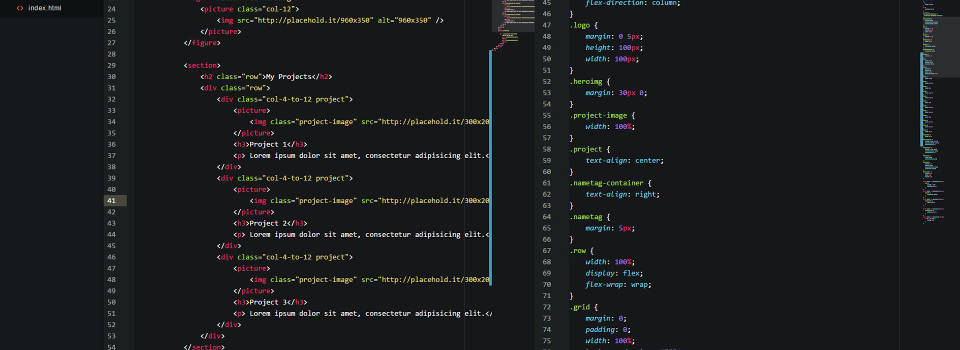 index.html
24 <picture class="col-12">
25 <img src="http://placehold.it/960x350" alt="960x350" />
26 </picture>
27 </figure>
28
29 <section>
30 <h2 class="row">My Projects</h2>
31 <div class="row">
32 <div class="col-4-to-12 project">
33 <picture>
34 <img class="project-image" src="http://placehold.it/300x20
35 </picture>
36 <h3>Project 1</h3>
37 <p> Lorem ipsum dolor sit amet, consectetur adipisicing elit.<
38 </div>
39 <div class="col-4-to-12 project">
40 <picture>
41 <img class="project-image" src="http://placehold.it/300x20
42 </picture>
43 <h3>Project 2</h3>
44 <p> Lorem ipsum dolor sit amet, consectetur adipisicing elit.<
45 </div>
46 <div class="col-4-to-12 project">
47 <picture>
48 <img class="project-image" src="http://placehold.it/300x20
49 </picture>
50 <h3>Project 3</h3>
51 <p> Lorem ipsum dolor sit amet, consectetur adipisicing elit.</
52 </div>
53 </div>
54 </section>
45 flex-direction: column;
46 }
47 .logo {
48 margin: 0 5px;
49 height: 100px;
50 width: 100px;
51 }
52 .heroimg {
53 margin: 30px 0;
54 }
55 .project-image {
56 width: 100%;
57 }
58 .project {
59 text-align: center;
60 }
61 .nametag-container {
62 text-align: right;
63 }
64 .nametag {
65 margin: 5px;
66 }
67 .row {
68 width: 100%;
69 display: flex;
70 flex-wrap: wrap;
71 }
72 .grid {
73 margin: 0;
74 padding: 0;
75 width: 100%;